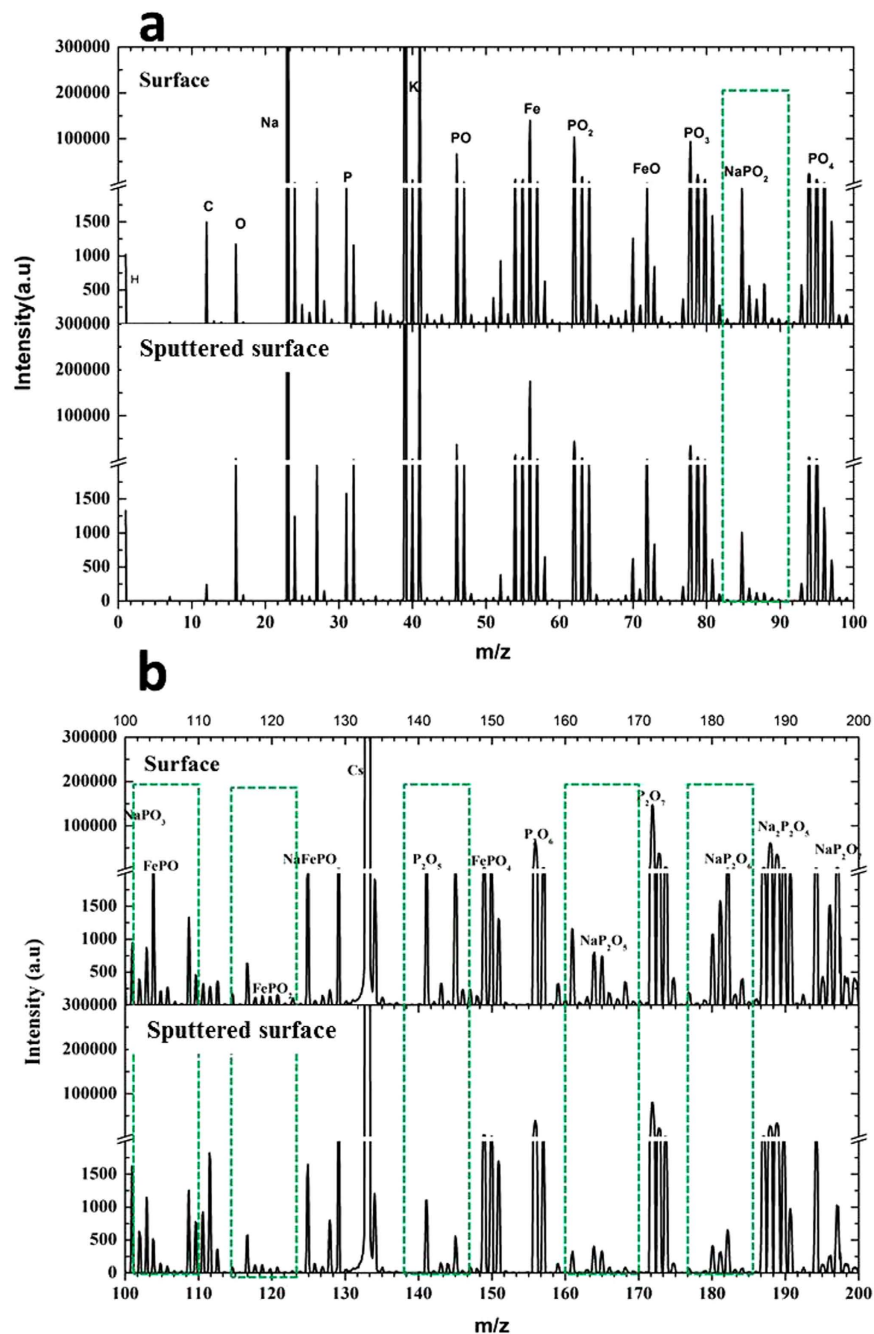 a
300000
Surface
200000
100000
Na
K
PO
Fe
PO2
FeO
PO3
NaPO2
PO4
P
C
O
H
1500
1000
500
300000
Intensity(a.u)
Sputtered surface
100000
1500
1000
500
0
0 10 20 30 40 50 60 70 80 90 100
m/z
b
100 110 120 130 140 150 160 170 180 190 200
300000
Surface
200000
100000
Cs
NaPO3
FePO
NaFePO
P2O5
FePO4
P2O6
P2O7
NaP2O6
Na2P2O5
NaP2O5
FePO2
1500
1000
500
300000
Intensity (a.u)
Sputtered surface
200000
100000
1500
1000
500
0
100 110 120 130 140 150 160 170 180 190 200
m/z